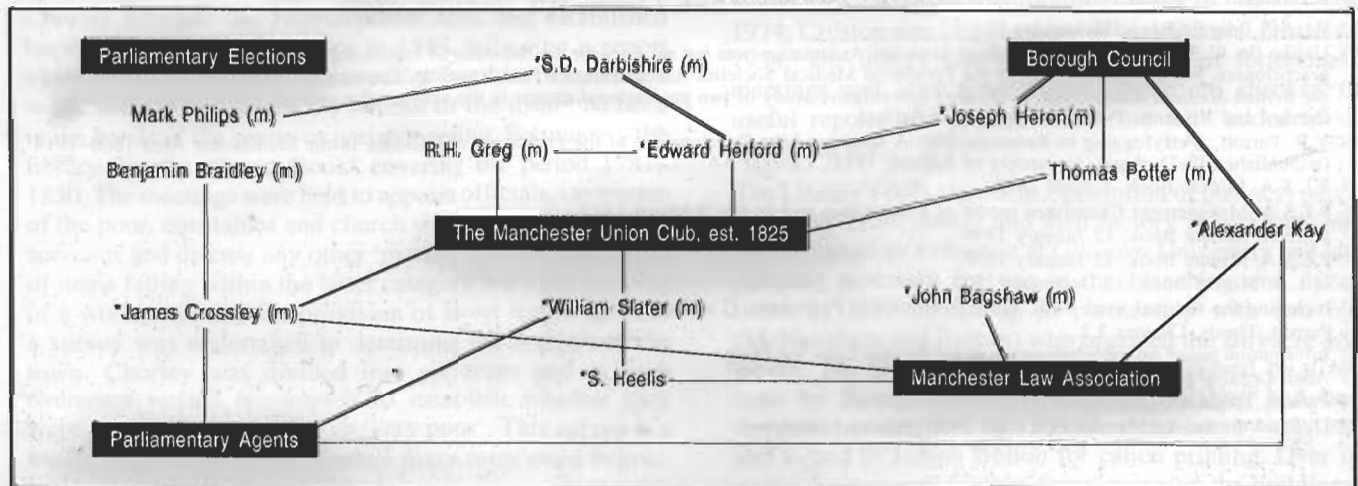 Parliamentary Elections
*S.D. Darbishire (m)
Borough Council
Mark Philips (m)
Joseph Heron(m)
R.H. Greg (m)
*Edward Herford (m)
Benjamin Braidley (m)
Thomas Potter (m)
The Manchester Union Club, est. 1825
*Alexander Kay
*James Crossley (m)
*William Slater (m)
*John Bagshaw (m)
*S. Heelis
Manchester Law Association
Parliamentary Agents